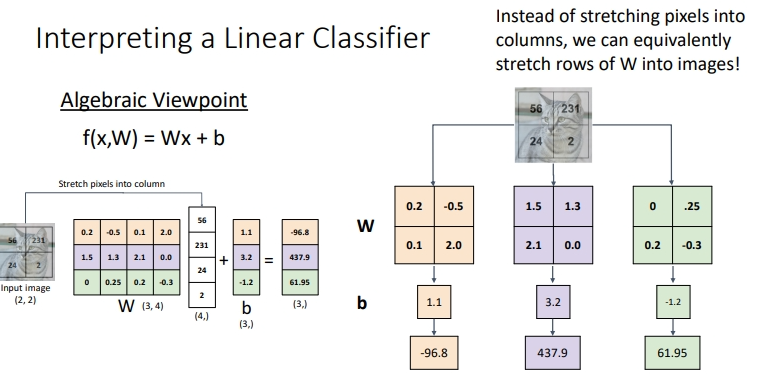 Interpreting a Linear Classifier
Instead of stretching pixels into
columns, we can equivalently
stretch rows of W into images!
Algebraic Viewpoint
f(x,W) = Wx + b
Stretch pixels into column
56 231
24 2
Input image
(2, 2)
0.2 -0.5 0.1 2.0
1.5 1.3 2.1 0.0
0 0.25 0.2 -0.3
W (3, 4)
56
231
24
2
(4,)
+
1.1
3.2
-1.2
b
(3,)
=
-96.8
437.9
61.95
(3,)
56 231
24 2
W
0.2 -0.5
0.1 2.0
1.5 1.3
2.1 0.0
0 .25
0.2 -0.3
b
1.1
3.2
-1.2
-96.8
437.9
61.95